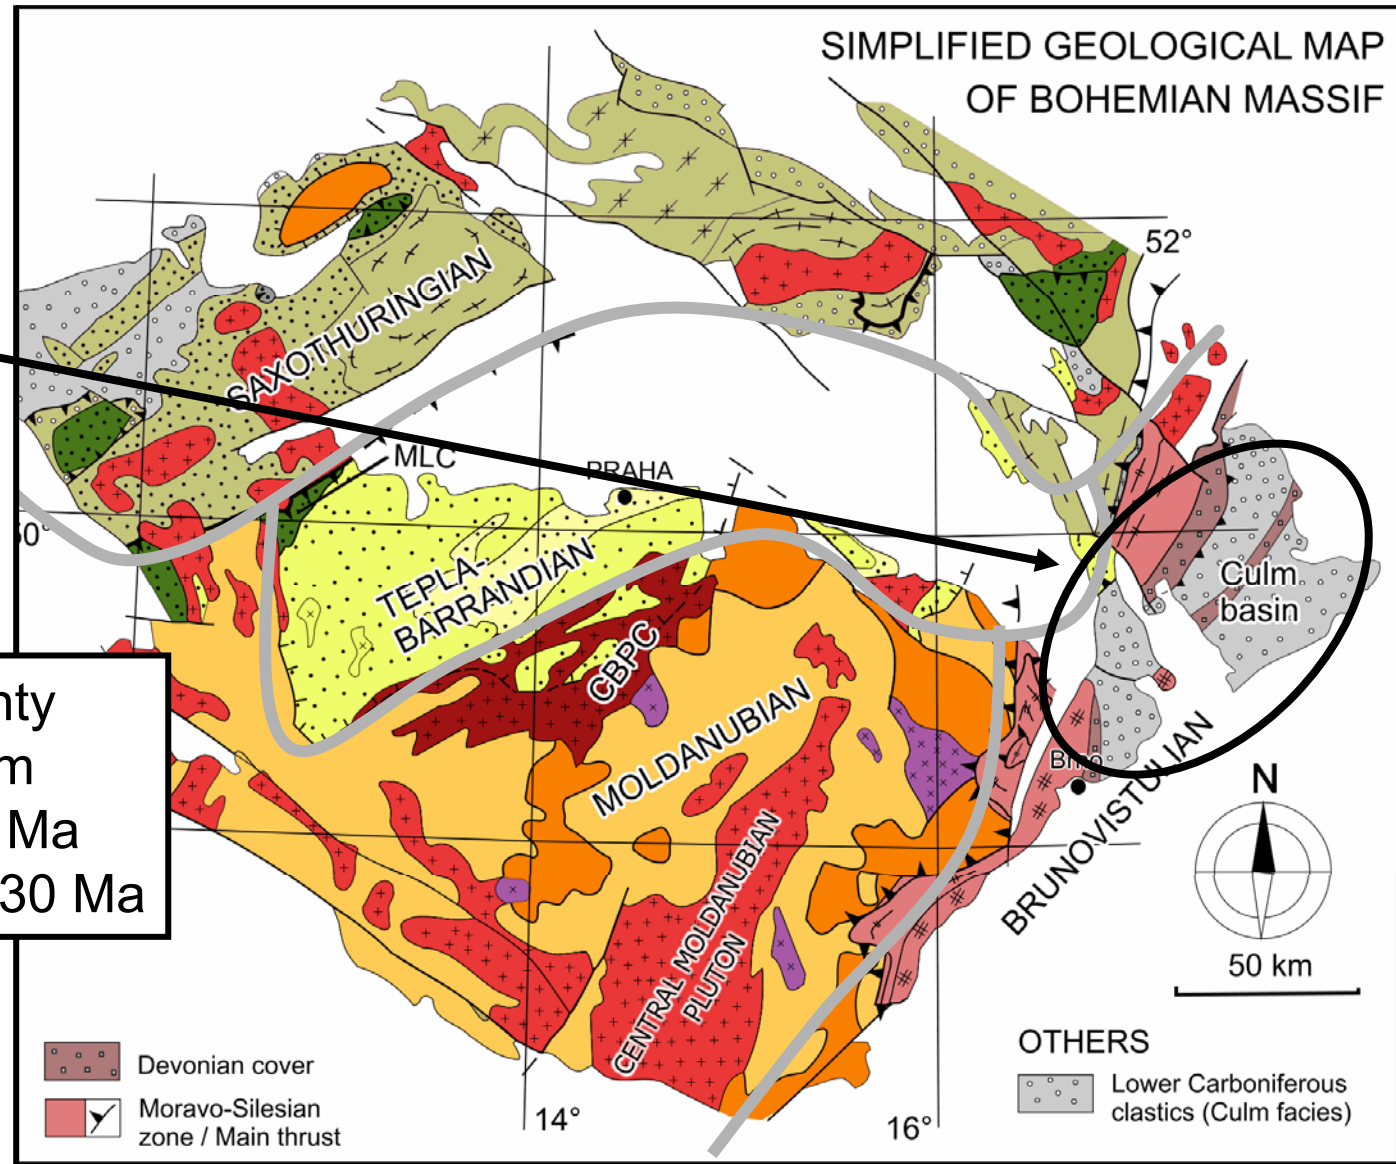 SIMPLIFIED GEOLOGICAL MAP
OF BOHEMIAN MASSIF
52°
SAXOTHURINGIAN
MLC
PRAHA
TEPLA-
BARRANDIAN
Culm
basin
CBPC
MOLDANUBIAN
Brno
BRUNOVISTULIAN
N
CENTRAL MOLDANUBIAN
PLUTON
50 km
m
Ma
30 Ma
Devonian cover
Moravo-Silesian
zone / Main thrust
14°
16°
OTHERS
Lower Carboniferous
clastics (Culm facies)